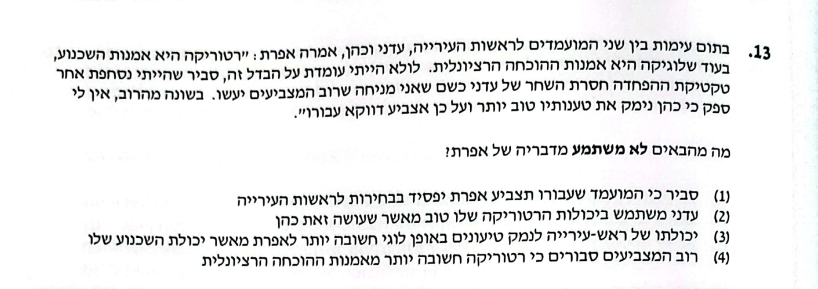 13. בתום עימות בין שני המועמדים לראשות העירייה, עדני וכהן, אמרה אפרת: "רטוריקה היא אמנות השכנוע,
בעוד שלוגיקה היא אמנות ההוכחה הרציונלית. לולא הייתי עומדת על הבדל זה, סביר שהייתי נסחפת אחר
טקטיקת ההפחדה חסרת השחר של עדני כשם שאני מניחה שרוב המצביעים יעשו. בשונה מהרוב, אין לי
ספק כי כהן נימק את טענותיו טוב יותר ועל כן אצביע דווקא עבורו".
מה מהבאים לא משתמע מדבריה של אפרת?
(1) סביר כי המועמד שעבורו תצביע אפרת יפסיד בבחירות לראשות העירייה
(2) עדני משתמש ביכולות הרטוריקה שלו טוב מאשר שעושה זאת כהן
(3) יכולתו של ראש-עירייה לנמק טיעונים באופן לוגי חשובה יותר לאפרת מאשר יכולת השכנוע שלו
(4) רוב המצביעים סבורים כי רטוריקה חשובה יותר מאמנות ההוכחה הרציונלית